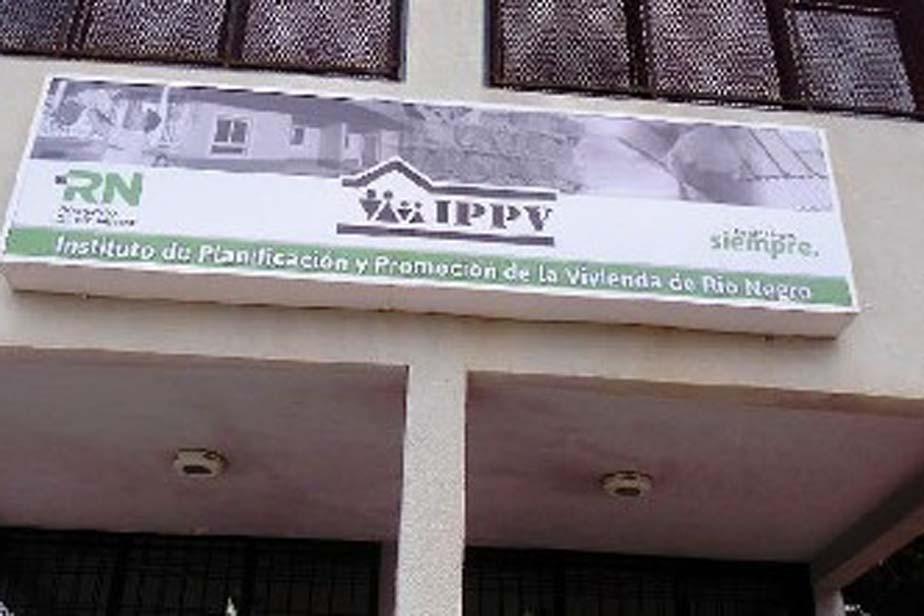 RN
IPPV
siempre.
Instituto de Planificación y Promoción de la Vivienda de Río Negro